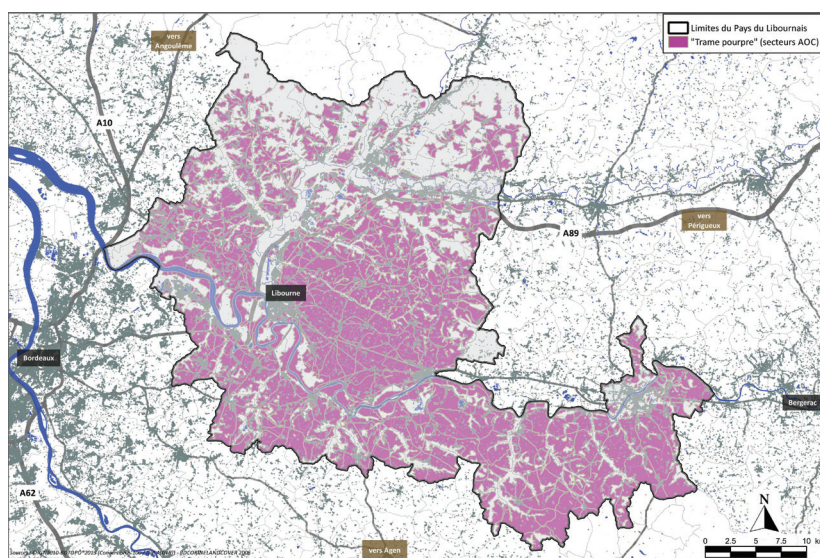 Limites du Pays du Libournais
"Trame pourpre" (secteurs AOC)
vers
Angoulême
A10
vers
Périgueux
A89
Libourne
Bordeaux
Bergerac
A62
vers Agen
N
0 2.5 5 7.5 10 km